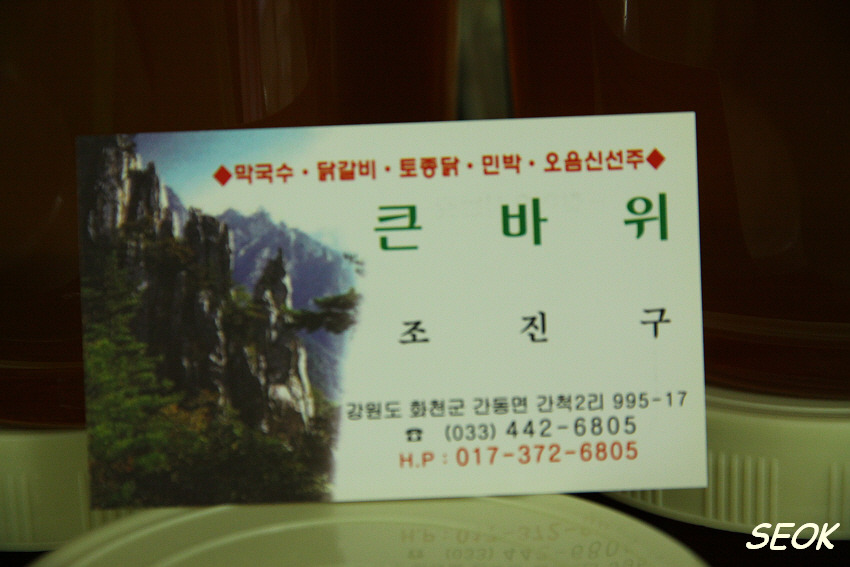 ◆막국수·닭갈비·토종닭·민박·오음신선주◆
큰 바 위
조 진 구
강원도 화천군 간동면 간척2리 995-17
☎ (033) 442-6805
H.P : 017-372-6805
SEOK